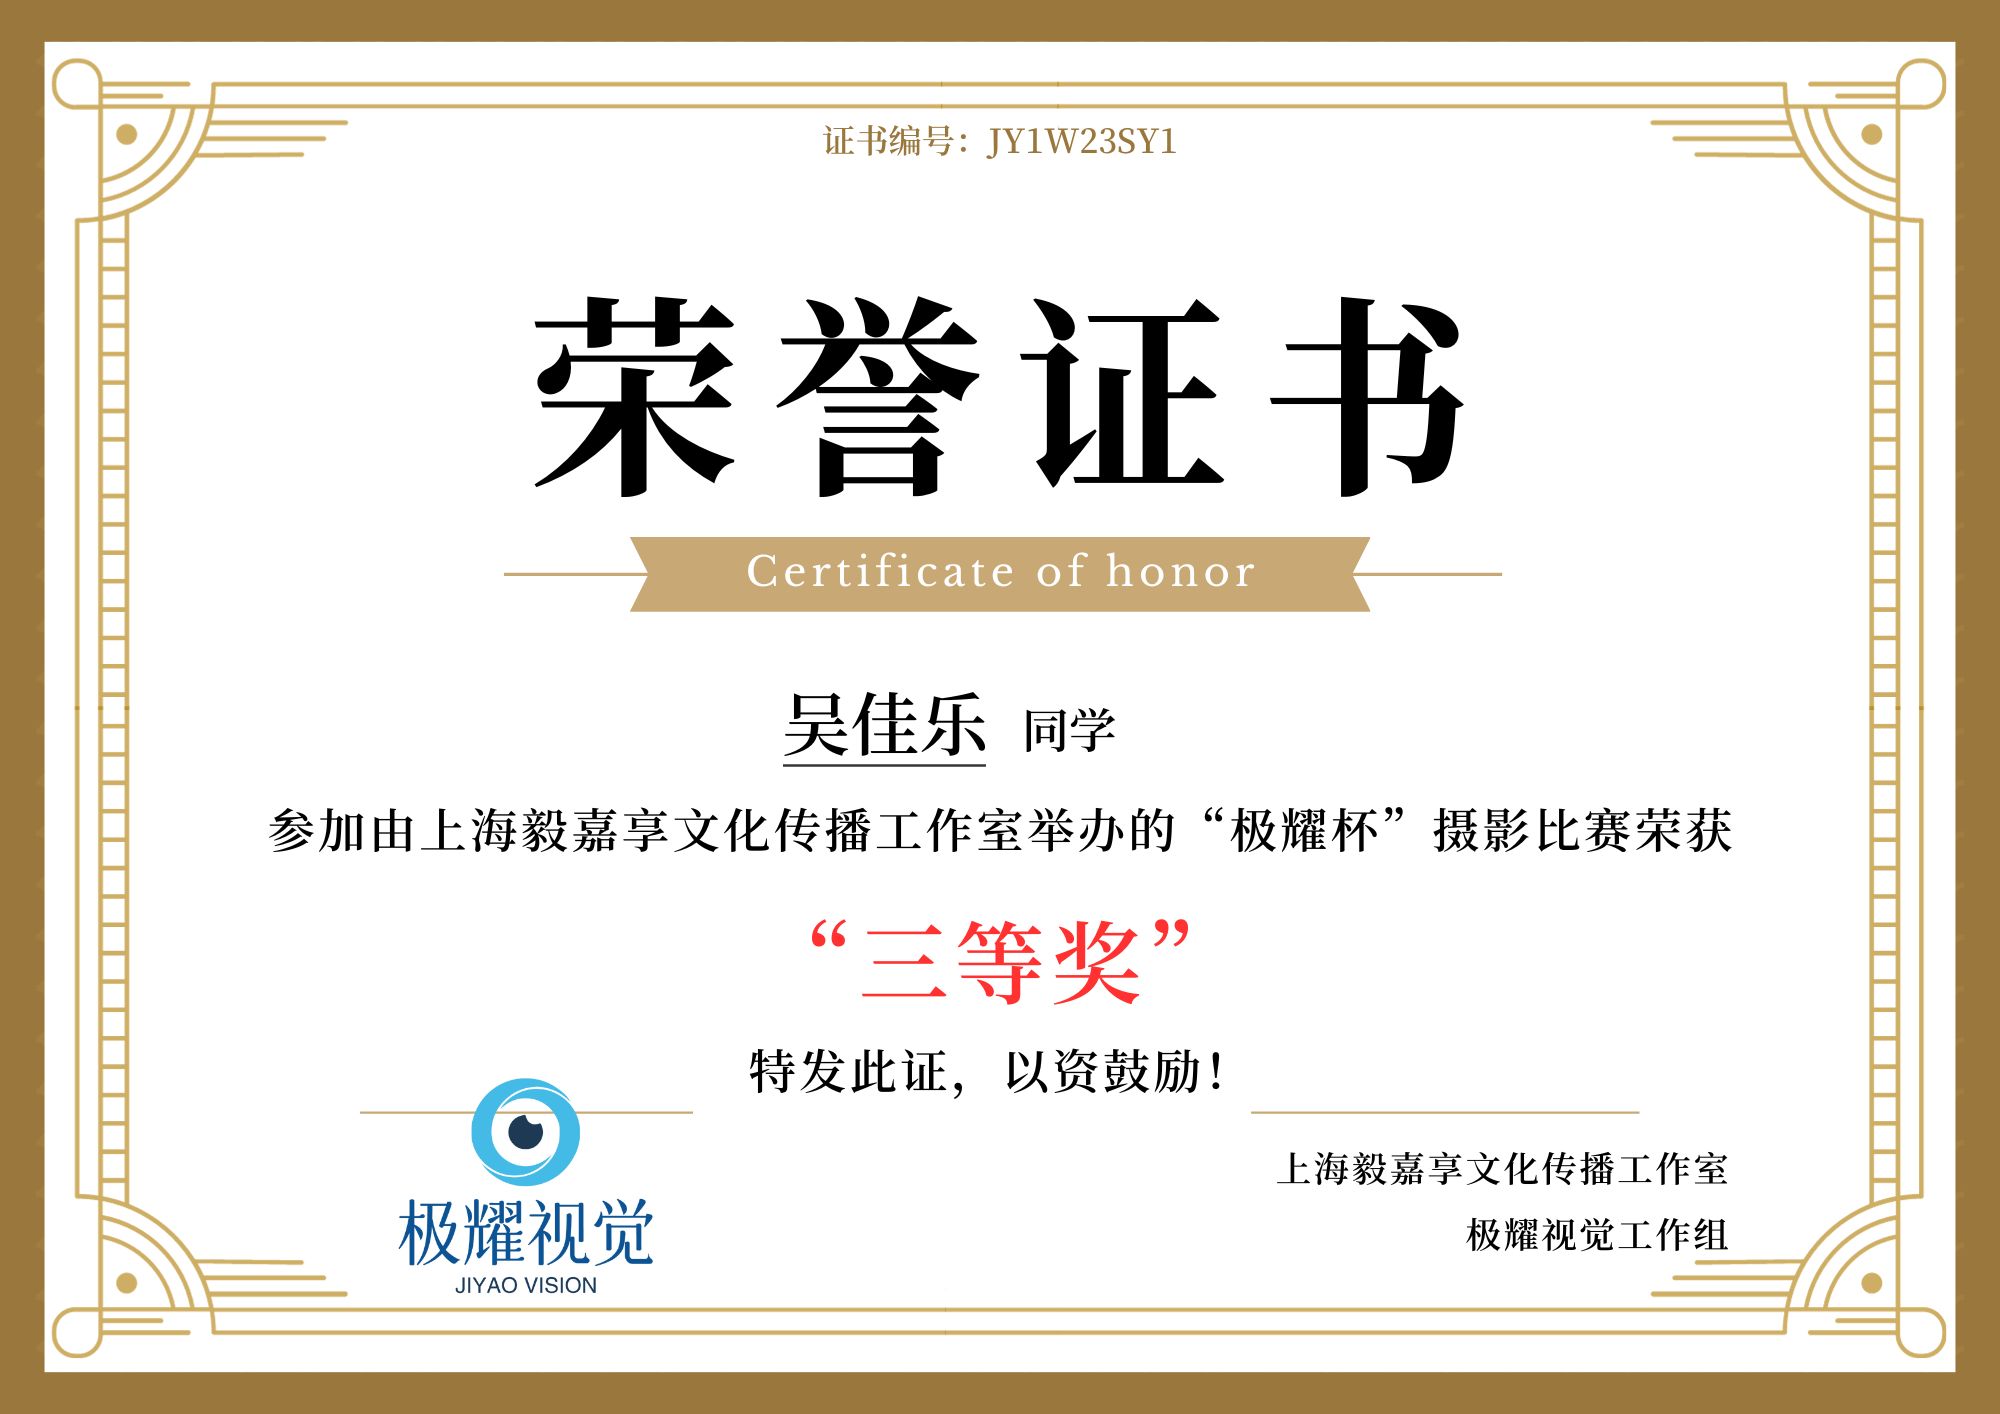 证书编号：JY1W23SY1
荣誉证书
Certificate of honor
吴佳乐 同学
参加由上海毅嘉享文化传播工作室举办的“极耀杯”摄影比赛荣获
“三等奖”
特发此证，以资鼓励！
极耀视觉
JIYAO VISION
上海毅嘉享文化传播工作室
极耀视觉工作组